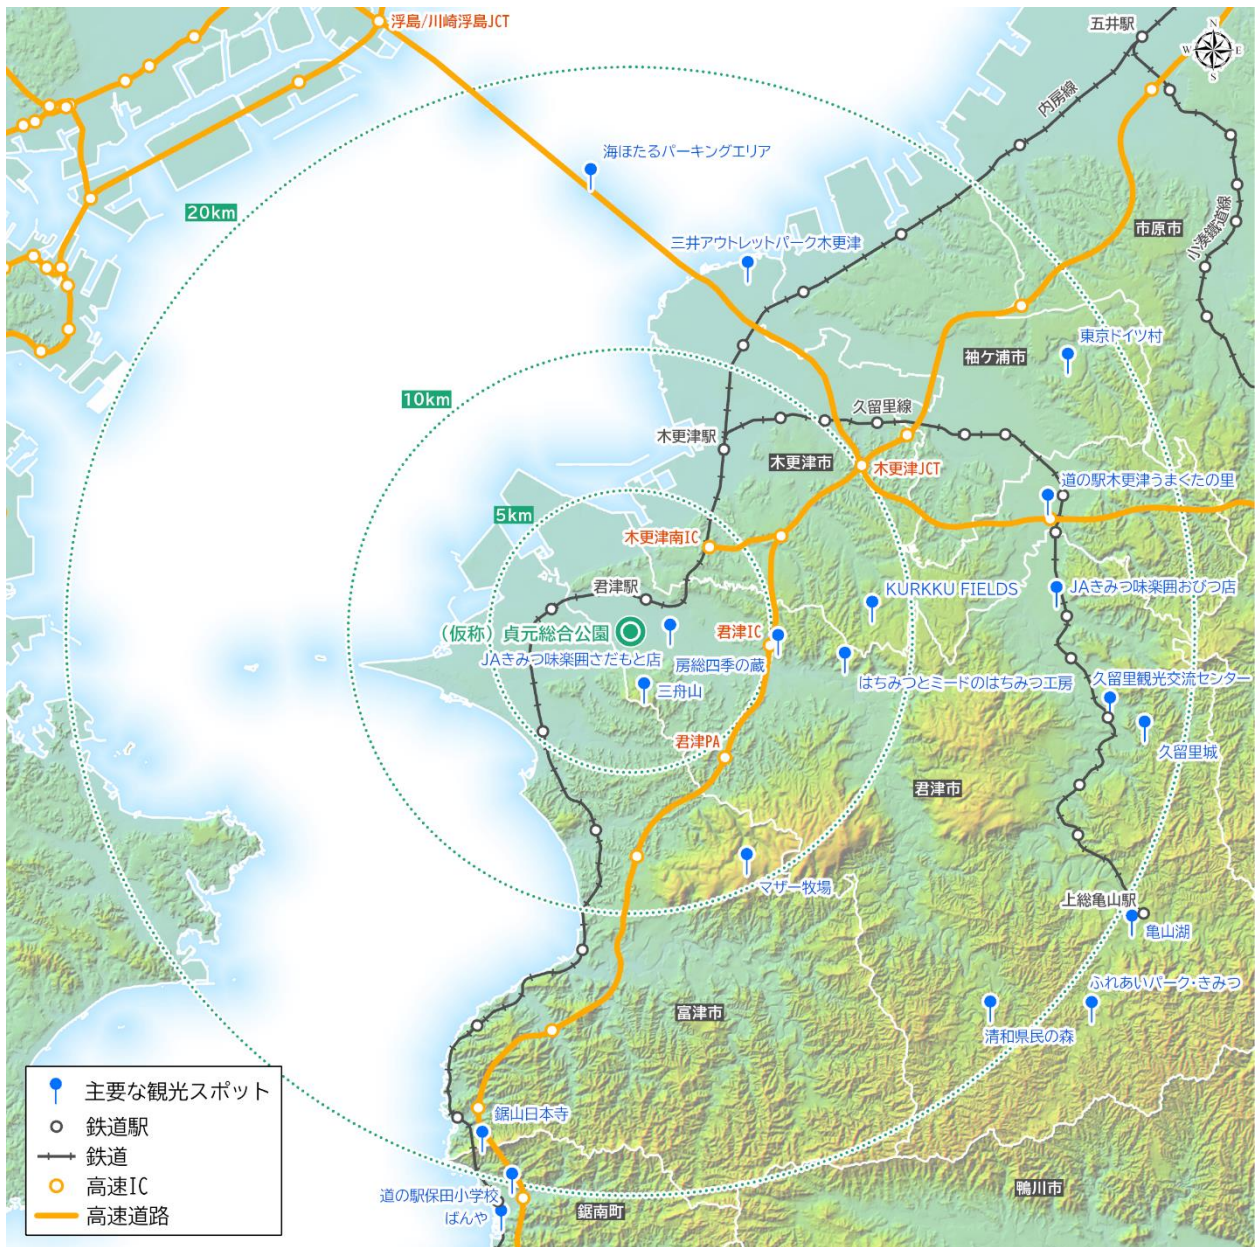 浮島/川崎浮島JCT
五井駅
N
W
E
S
内房線
海ほたるパーキングエリア
20km
小湊鐵道線
市原市
三井アウトレットパーク木更津
東京ドイツ村
袖ケ浦市
10km
久留里線
木更津駅
木更津市
木更津JCT
道の駅木更津うまくたの里
5km
木更津南IC
君津駅
KURKKU FIELDS
JAきみつ味楽囲おびつ店
(仮称)貞元総合公園
君津IC
JAきみつ味楽囲さだもと店
房総四季の蔵
はちみつとミードのはちみつ工房
久留里観光交流センター
三舟山
君津PA
久留里城
君津市
マザー牧場
上総亀山駅
亀山湖
ふれあいパーク・きみつ
富津市
清和県民の森
主要な観光スポット
鉄道駅
鉄道
高速IC
高速道路
鋸山日本寺
道の駅保田小学校
ばんや
鋸南町
鴨川市